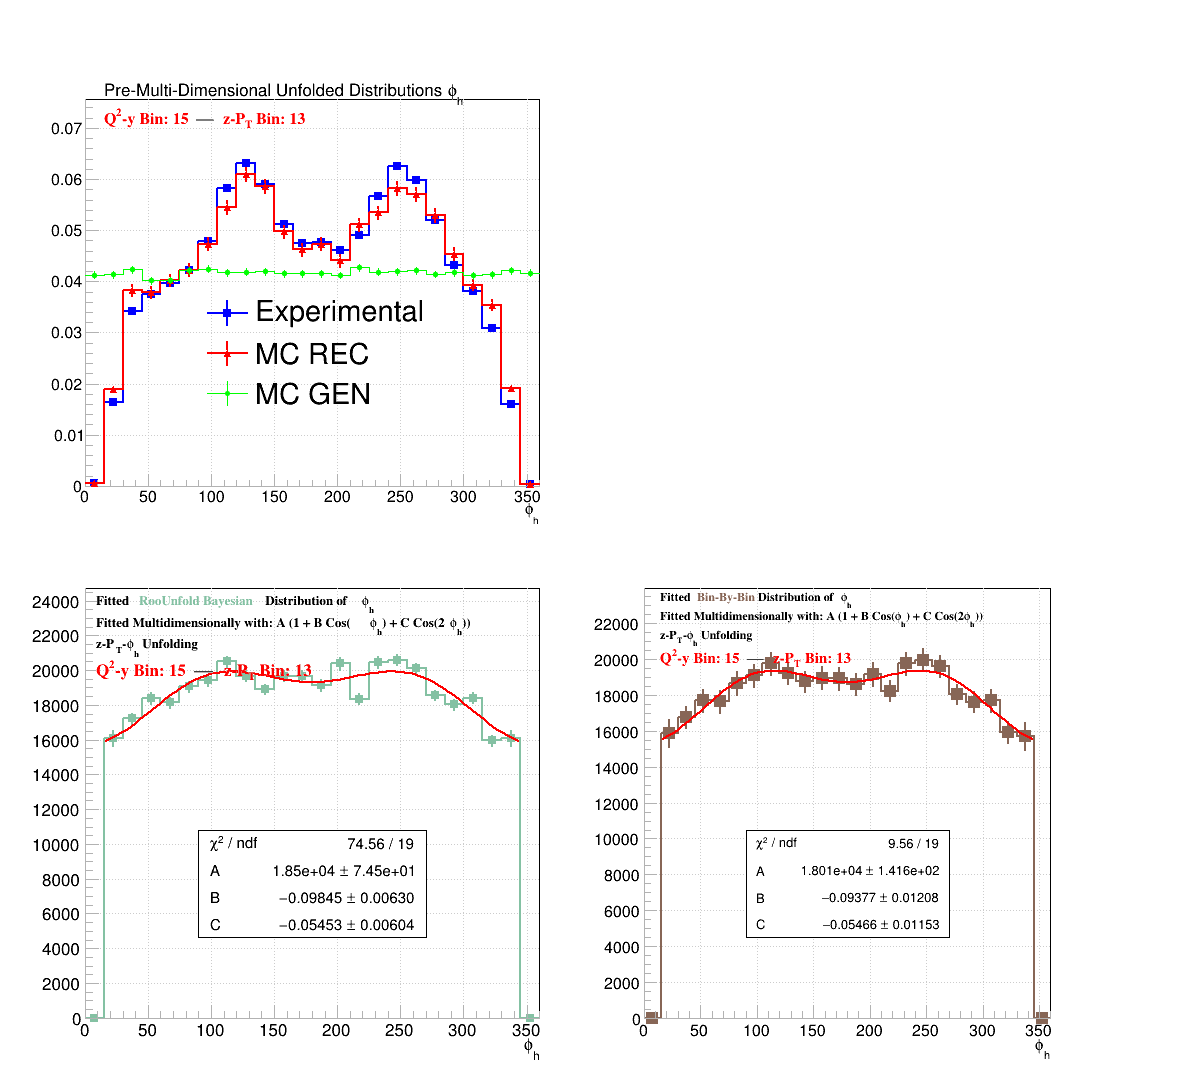 Pre-Multi-Dimensional Unfolded Distributions ϕh
Q2-y Bin: 15 — z-PT Bin: 13
0.07
0.06
0.05
0.04
0.03
0.02
0.01
0
Experimental
MC REC
MC GEN
0 50 100 150 200 250 300 350
ϕh
Fitted RooUnfold Bayesian Distribution of ϕh
Fitted Multidimensionally with: A (1 + B Cos( ϕh) + C Cos(2 ϕh))
z-PT-ϕh Unfolding
Q2-y Bin: 15 — z-PT Bin: 13
24000
22000
20000
18000
16000
14000
12000
10000
8000
6000
4000
2000
0
χ2 / ndf 74.56 / 19
A 1.85e+04 ± 7.45e+01
B −0.09845 ± 0.00630
C −0.05453 ± 0.00604
0 50 100 150 200 250 300 350
ϕh
Fitted Bin-By-Bin Distribution of ϕh
Fitted Multidimensionally with: A (1 + B Cos(ϕh) + C Cos(2ϕh))
z-PT-ϕh Unfolding
Q2-y Bin: 15 — z-PT Bin: 13
22000
20000
18000
16000
14000
12000
10000
8000
6000
4000
2000
0
χ2 / ndf 9.56 / 19
A 1.801e+04 ± 1.416e+02
B −0.09377 ± 0.01208
C −0.05466 ± 0.01153
0 50 100 150 200 250 300 350
ϕh